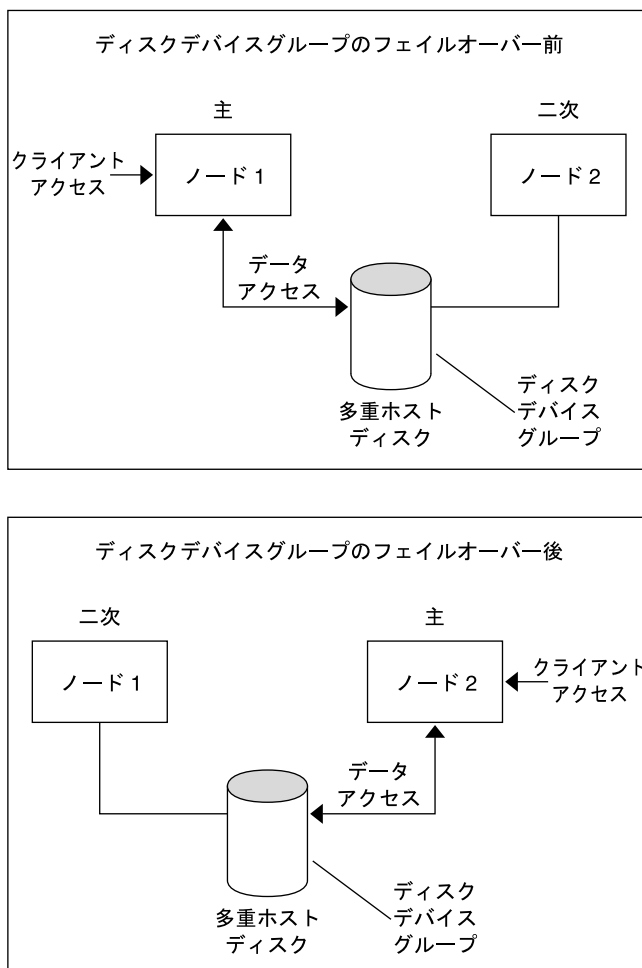 ディスクデバイスグループのフェイルオーバー前
主
二次
クライアント
アクセス
ノード 1
ノード 2
データ
アクセス
多重ホスト
ディスク
ディスク
デバイス
グループ
ディスクデバイスグループのフェイルオーバー後
二次
主
ノード 1
ノード 2
クライアント
アクセス
データ
アクセス
多重ホスト
ディスク
ディスク
デバイス
グループ